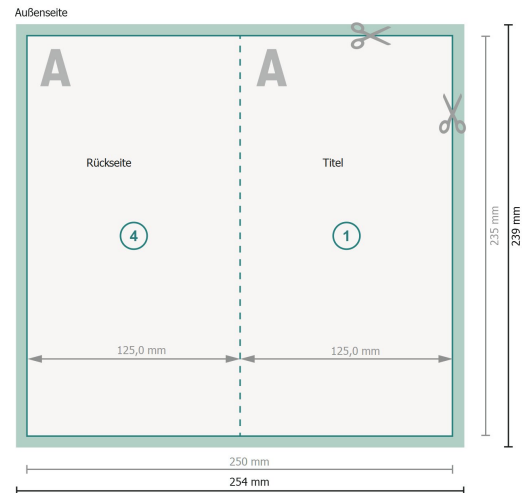 Außenseite
A
A
Rückseite
Titel
4
1
125,0 mm
125,0 mm
235 mm
239 mm
250 mm
254 mm